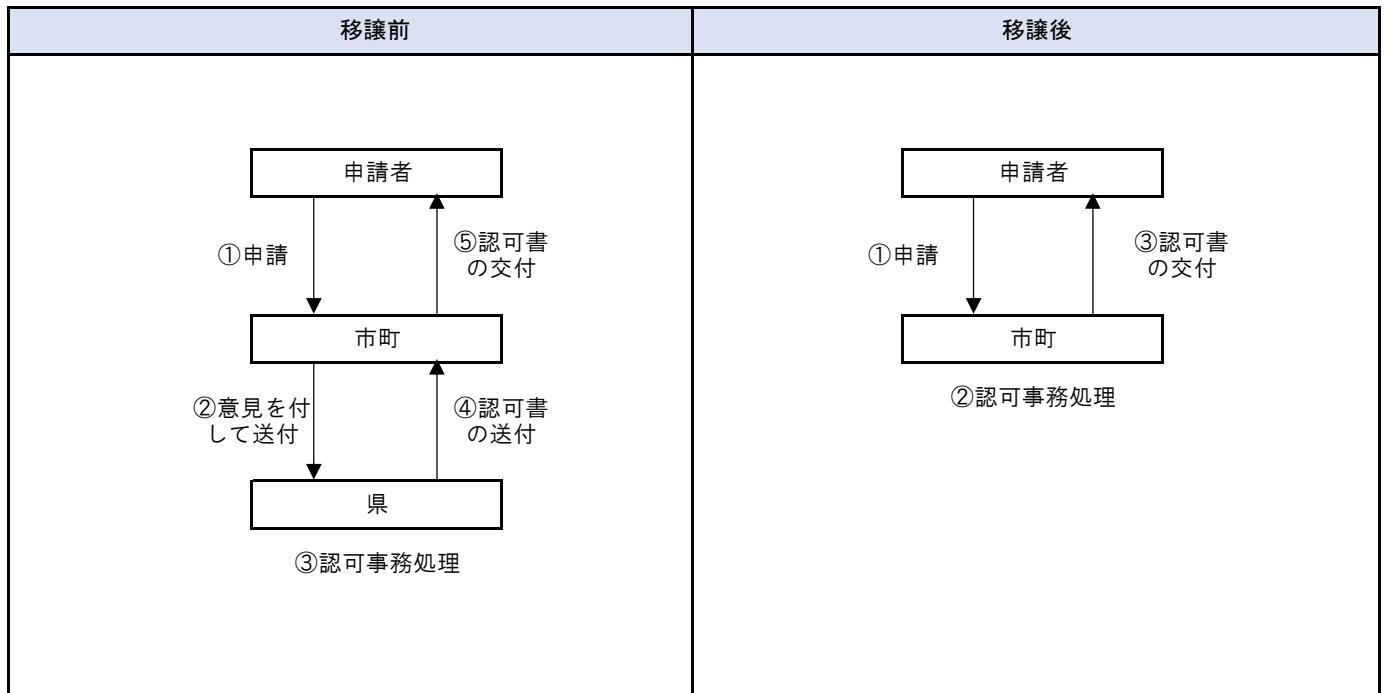 移譲前
移譲後
申請者
①申請
⑤認可書
の交付
市町
②意見を付
して送付
④認可書
の送付
県
③認可事務処理
申請者
①申請
③認可書
の交付
市町
②認可事務処理